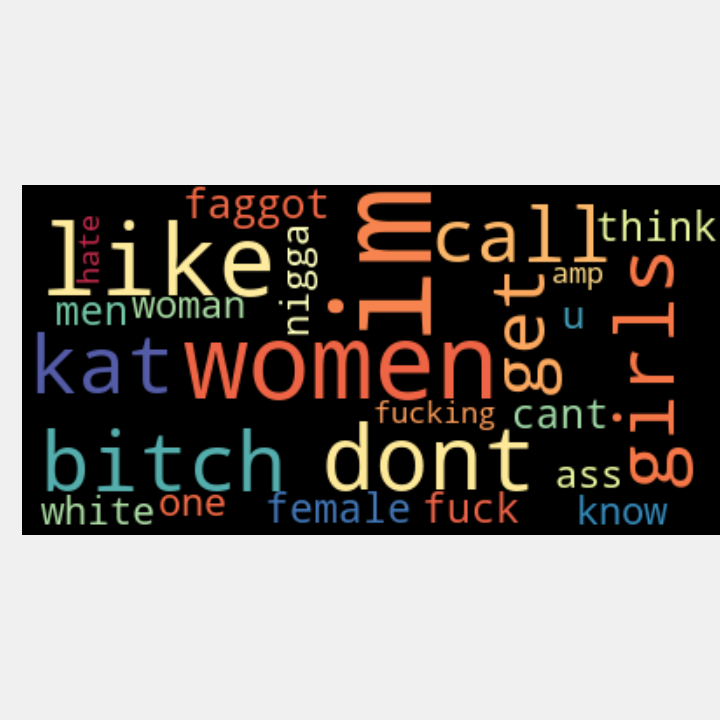 faggot
like
hate
im
call
think
nigga
men
woman
amp
get
u
girls
kat
women
fucking
cant
bitch
dont
ass
white
one
female
fuck
know